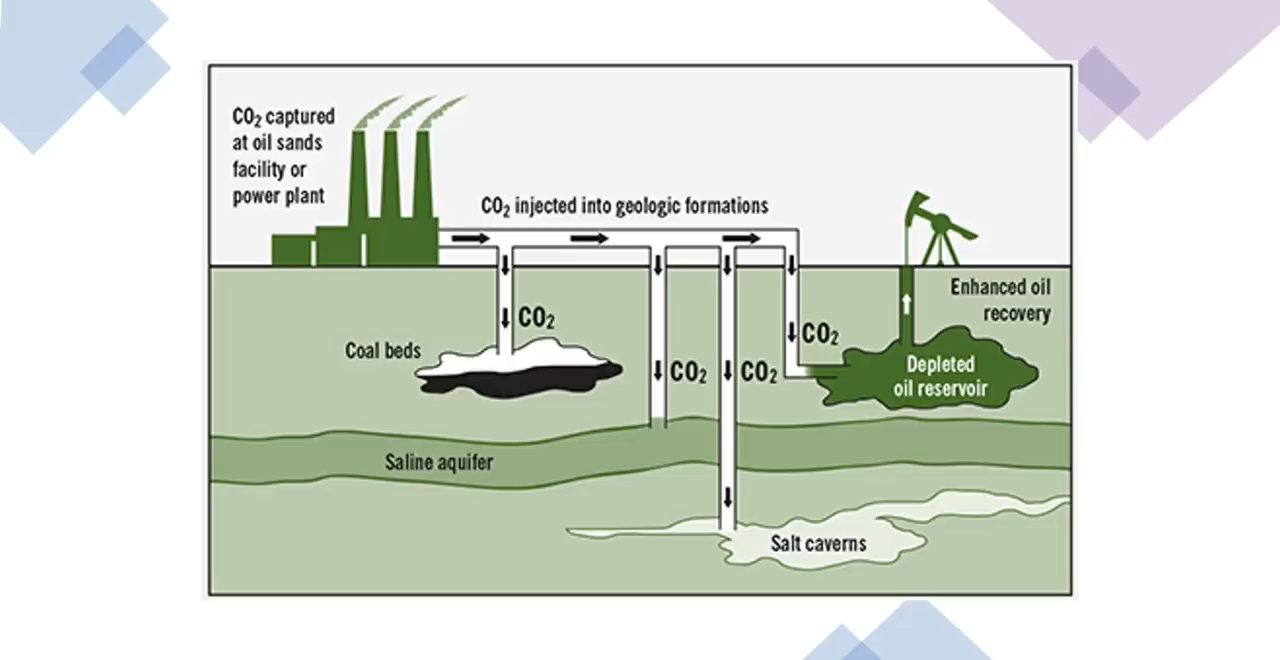 CO₂ captured
at oil sands
facility or
power plant
CO₂ injected into geologic formations
Enhanced oil
recovery
CO₂
CO₂
Coal beds
CO₂
CO₂
Depleted
oil reservoir
Saline aquifer
Salt caverns